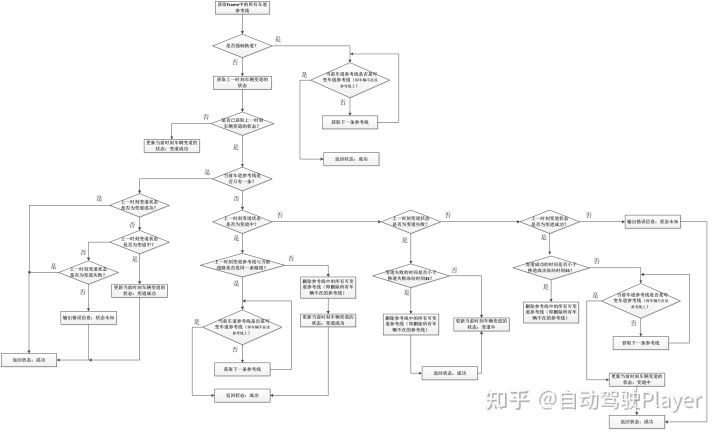 获取Frame中的所有车道
参考线
是否强制换道?
是
否
获取上一时刻车辆变道的
状态
是
当前车道参考线是否是可
变车道参考线(即车辆不在该
参考线上)
否
获取下一条参考线
返回状态:成功
是否已获取上一时刻
车辆变道的状态?
否
更新当前时刻车辆变道的
状态:变道成功
是
当前车道参考线是
否只有一条?
是
否
上一时刻变道状态
是否为变道成功?
是
否
上一时刻变道状态
是否为变道中?
否
是
上一时刻变道状态
是否为变道失败?
是
否
更新当前时刻车辆变道的
状态:变道成功
输出错误信息:状态未知
返回状态:成功
上一时刻变道状态
是否为变道中?
否
是
上一时刻变道参考线与当前
线路是否是同一条路线?
否
是
删除参考线中的所有可变
道参考线(即删除所有车
辆不在的参考线)
更新当前时刻车辆变道的
状态:变道成功
是
当前车道参考线是否是可
变车道参考线(即车辆不在该
参考线上)
否
获取下一条参考线
返回状态:成功
上一时刻变道状态
是否为变道失败?
否
是
变道失败的时间是否小于
换道失败冻结时间
否
是
删除参考线中的所有可变
道参考线(即删除所有车
辆不在的参考线)
更新当前时刻车辆变道的
状态:变道中
返回状态:成功
上一时刻变道状态
是否为变道成功?
否
是
输出错误信息:状态未知
变道成功的时间是否小于
换道成功冻结时间
否
是
删除参考线中的所有可变
道参考线(即删除所有车
辆不在的参考线)
是
当前车道参考线是否是可
变车道参考线(即车辆不在该
参考线上)
否
获取下一条参考线
更新当前时刻车辆变道的
状态:变道中
返回状态:成功
知乎 @自动驾驶Player